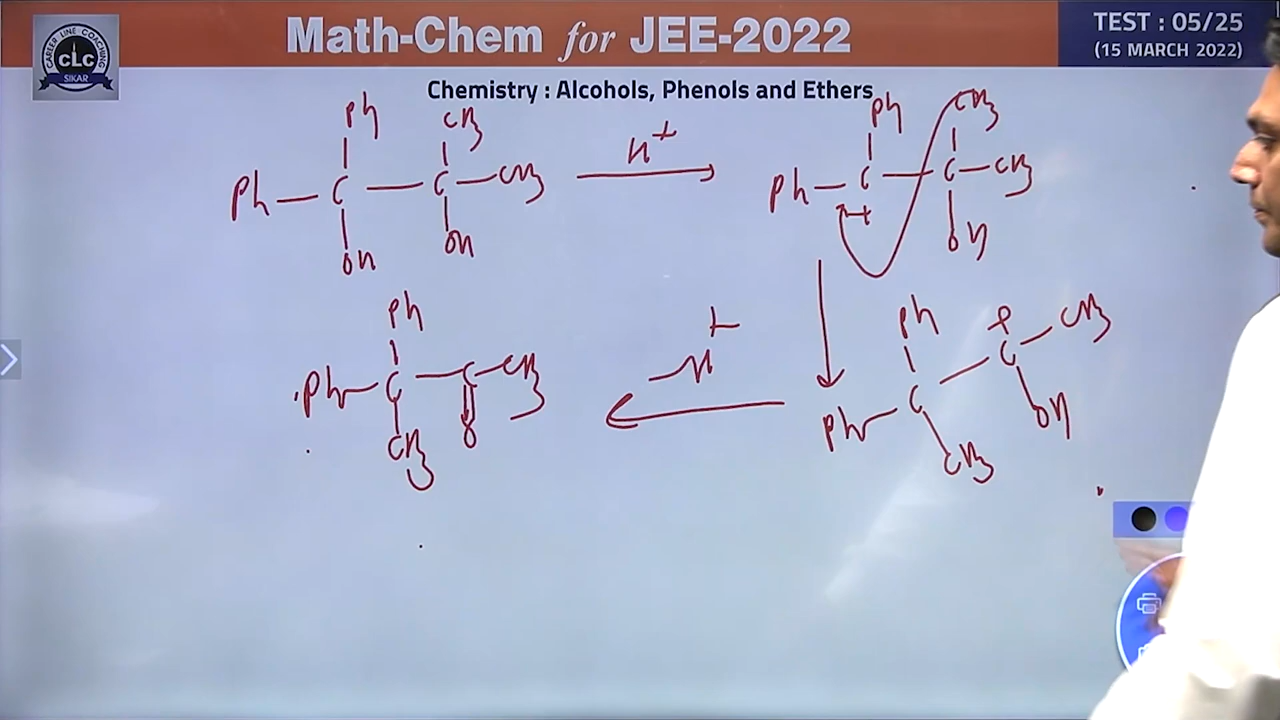 CAREER LINE COACHING
CLC
SIKAR
Math-Chem for JEE-2022
TEST : 05/25
(15 MARCH 2022)
Chemistry : Alcohols, Phenols and Ethers
Ph CH3 Ph CH3
Ph — C — C — CH3 H+ Ph — C — C — CH3
OH OH + OH
Ph Ph + CH3
Ph — C — C — CH3 -H+ Ph — C — C
CH3 O CH3 OH